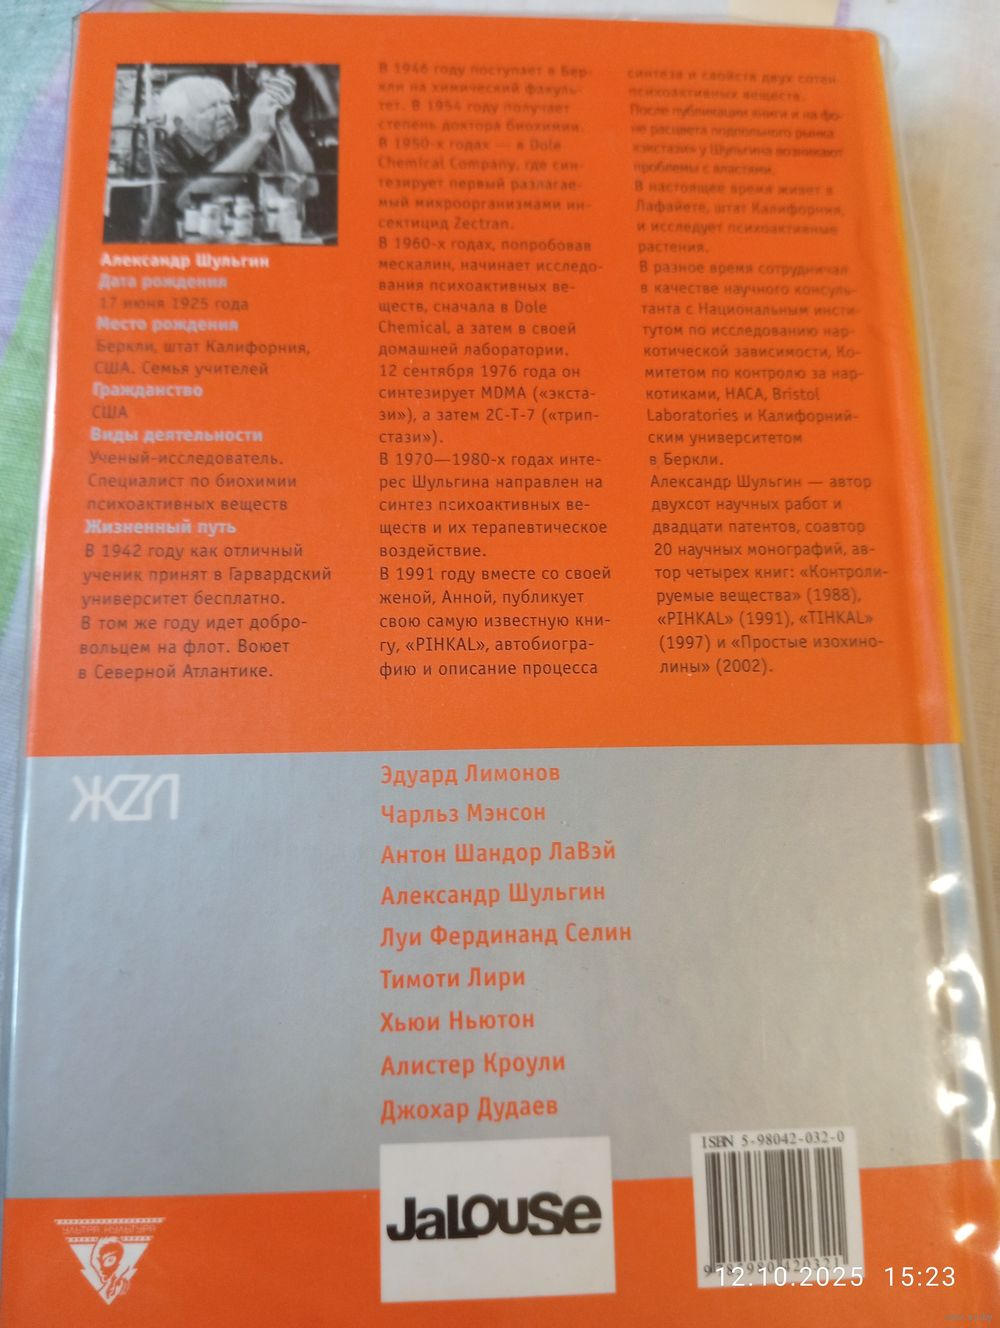 Александр Шульгин
Дата рождения
17 июня 1925 года
Место рождения
Беркли, штат Калифорния,
США. Семья учителей
Гражданство
США
Виды деятельности
Ученый-исследователь.
Специалист по биохимии
психоактивных веществ
Жизненный путь
В 1942 году как отличный
ученик принят в Гарвардский
университет бесплатно.
В том же году идет добро-
вольцем на флот. Воюет
в Северной Атлантике.
В 1946 году поступает в Бер-
кли на химический факуль-
тет. В 1954 году получает
степень доктора биохимии.
В 1950-х годах — в Dole
Chemical Company, где син-
тезирует первый разлагае-
мый микроорганизмами ин-
сектицид Zectran.
В 1960-х годах, попробовав
мескалин, начинает исследо-
вания психоактивных ве-
ществ, сначала в Dole
Chemical, а затем в своей
домашней лаборатории.
12 сентября 1976 года он
синтезирует MDMA («экста-
зи»), а затем 2C-T-7 («трип-
стази»).
В 1970—1980-х годах инте-
рес Шульгина направлен на
синтез психоактивных ве-
ществ и их терапевтическое
воздействие.
В 1991 году вместе со своей
женой, Анной, публикует
свою самую известную кни-
гу, «PIHKAL», автобиогра-
фию и описание процесса
синтеза и свойств двух сотен
психоактивных веществ.
После публикации книги и на фо-
не расцвета подпольного рынка
«экстази» у Шульгина возникают
проблемы с властями.
В настоящее время живет в
Лафайете, штат Калифорния,
и исследует психоактивные
растения.
В разное время сотрудничал
в качестве научного консуль-
танта с Национальным инсти-
тутом по исследованию нар-
котической зависимости, Ко-
митетом по контролю за нар-
котиками, НАСА, Bristol
Laboratories и Калифорний-
ским университетом
в Беркли.
Александр Шульгин — автор
двухсот научных работ и
двадцати патентов, соавтор
20 научных монографий, ав-
тор четырех книг: «Контроли-
руемые вещества» (1988),
«PIHKAL» (1991), «TIHKAL»
(1997) и «Простые изохино-
лины» (2002).
ЖZЛ
Эдуард Лимонов
Чарльз Мэнсон
Антон Шандор ЛаВэй
Александр Шульгин
Луи Фердинанд Селин
Тимоти Лири
Хьюи Ньютон
Алистер Кроули
Джохар Дудаев
JaLOUSe
ISBN 5-98042-032-0
УЛЬТРА КУЛЬТУРА
12.10.2025 15:23